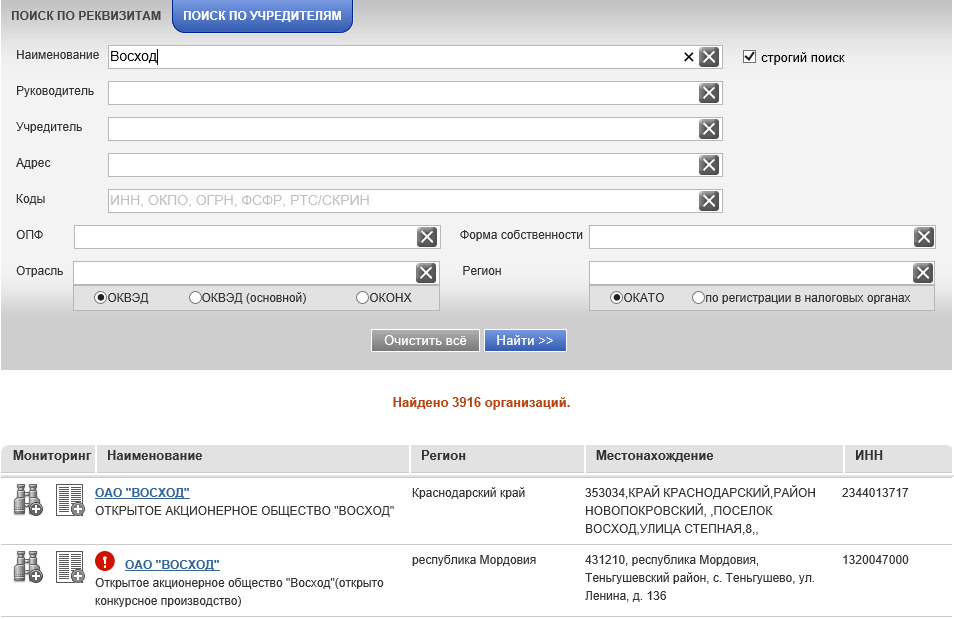 ПОИСК ПО РЕКВИЗИТАМ ПОИСК ПО УЧРЕДИТЕЛЯМ
Наименование Восход строгий поиск
Руководитель
Учредитель
Адрес
Коды ИНН, ОКПО, ОГРН, ФСФР, РТС/СКРИН
ОПФ Форма собственности
Отрасль Регион
ОКВЭД ОКВЭД (основной) ОКОНХ ОКАТО по регистрации в налоговых органах
Очистить всё Найти >>
Найдено 3916 организаций.
Мониторинг Наименование Регион Местонахождение ИНН
ОАО "ВОСХОД" Краснодарский край 353034,КРАЙ КРАСНОДАРСКИЙ,РАЙОН 2344013717
ОТКРЫТОЕ АКЦИОНЕРНОЕ ОБЩЕСТВО "ВОСХОД" НОВОПОКРОВСКИЙ, ,ПОСЕЛОК
ВОСХОД,УЛИЦА СТЕПНАЯ,8,,
ОАО "ВОСХОД" республика Мордовия 431210, республика Мордовия, 1320047000
Открытое акционерное общество "Восход"(открыто Теньгушевский район, с. Теньгушево, ул.
конкурсное производство) Ленина, д. 136